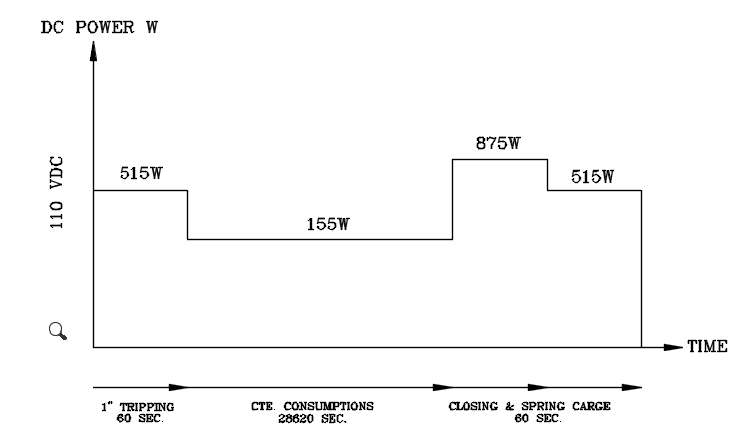 DC POWER W
875W
515W
515W
110 VDC
155W
TIME
1" TRIPPING
60 SEC.
CTE. CONSUMPTIONS
28620 SEC.
CLOSING & SPRING CARGE
60 SEC.